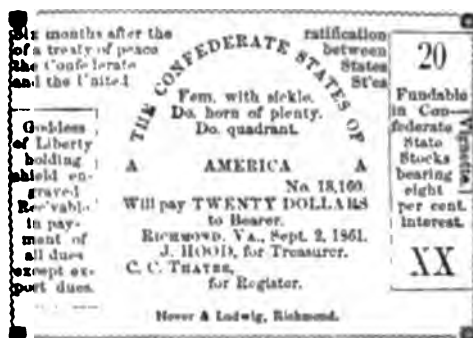 Six months after the
ratification
of a treaty of peace
between
the Confederate
States
and the United
St'es
THE CONFEDERATE STATES OF
Fem. with sickle.
Do. horn of plenty.
Do. quadrant.
A AMERICA A
No. 18,160.
Will pay TWENTY DOLLARS
to Bearer.
RICHMOND, VA., Sept. 2, 1861.
J. HOOD, for Treasurer.
C. C. THAYER,
for Register.
Hoyer & Ludwig, Richmond.
Goddess
of Liberty
holding
shield en-
graved
Rec'vabl
in pay-
ment of
all dues
except ex-
port dues.
20
Fundable
in Con-
federate
State
Stocks
bearing
eight
per cent.
interest.
XX
Virginia